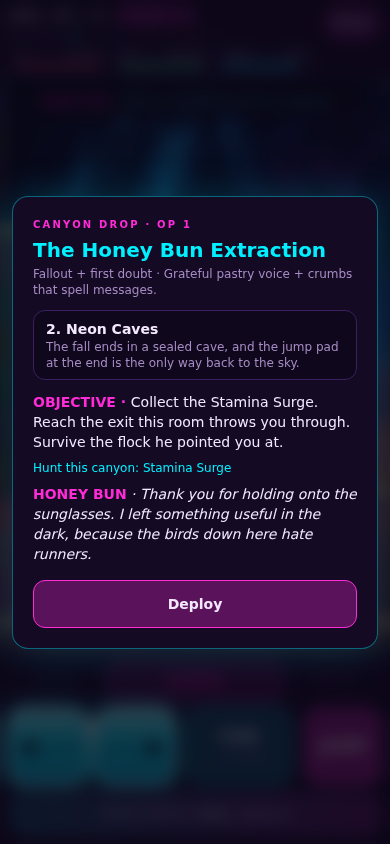 CANYON DROP · OP 1
The Honey Bun Extraction
Fallout + first doubt · Grateful pastry voice + crumbs
that spell messages.
2. Neon Caves
The fall ends in a sealed cave, and the jump pad
at the end is the only way back to the sky.
OBJECTIVE · Collect the Stamina Surge.
Reach the exit this room throws you through.
Survive the flock he pointed you at.
Hunt this canyon: Stamina Surge
HONEY BUN · Thank you for holding onto the
sunglasses. I left something useful in the
dark, because the birds down here hate
runners.
Deploy